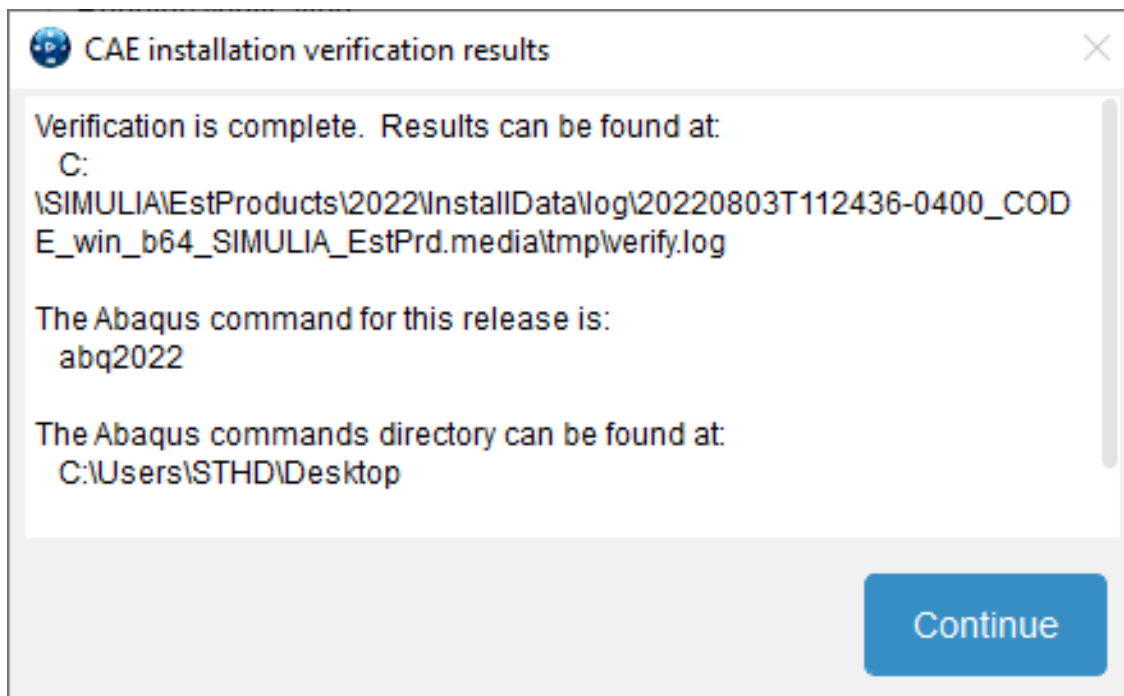 CAE installation verification results
Verification is complete.  Results can be found at:
C:
\SIMULIA\EstProducts\2022\InstallData\log\20220803T112436-0400_COD
E_win_b64_SIMULIA_EstPrd.media\tmp\verify.log
The Abaqus command for this release is:
abq2022
The Abaqus commands directory can be found at:
C:\Users\STHD\Desktop
Continue